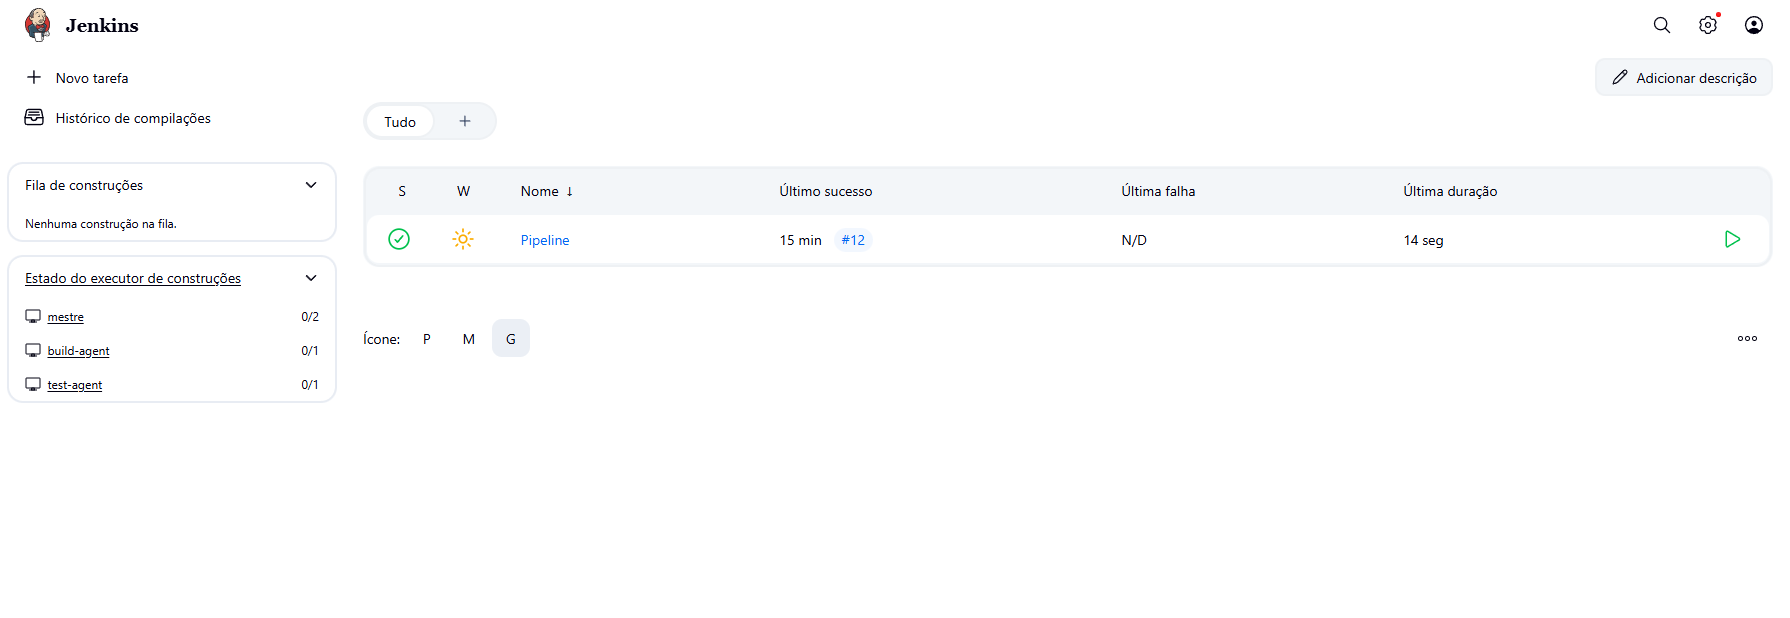 Jenkins
Novo tarefa
Histórico de compilações
Fila de construções
Nenhuma construção na fila.
Estado do executor de construções
mestre 0/2
build-agent 0/1
test-agent 0/1
Adicionar descrição
Tudo +
S W Nome ↓ Último sucesso Última falha Última duração
Pipeline 15 min #12 N/D 14 seg
Ícone: P M G